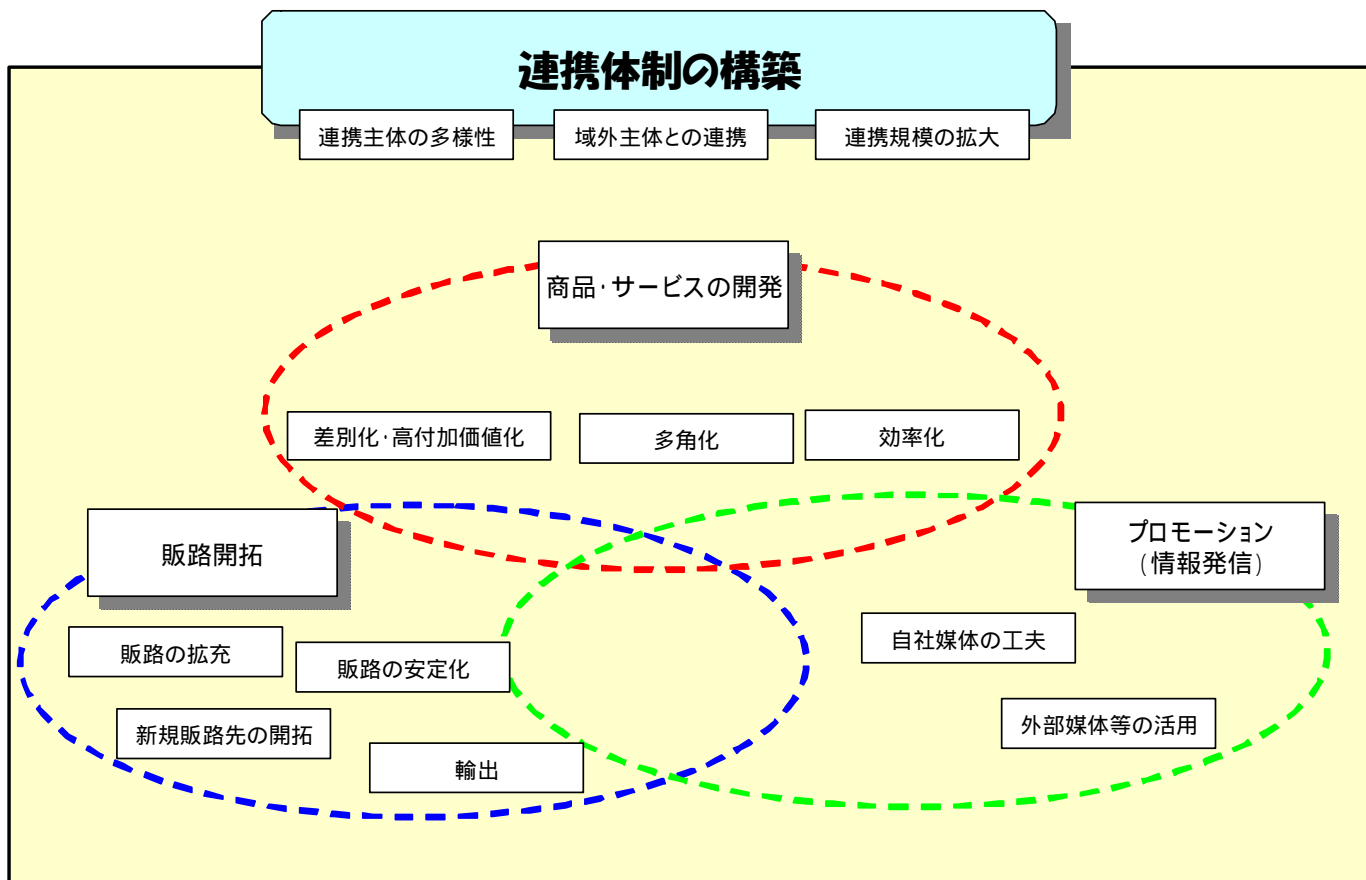 連携体制の構築
連携主体の多様性
域外主体との連携
連携規模の拡大
商品・サービスの開発
差別化・高付加価値化
多角化
効率化
販路開拓
プロモーション
(情報発信)
販路の拡充
販路の安定化
自社媒体の工夫
新規販路先の開拓
輸出
外部媒体等の活用